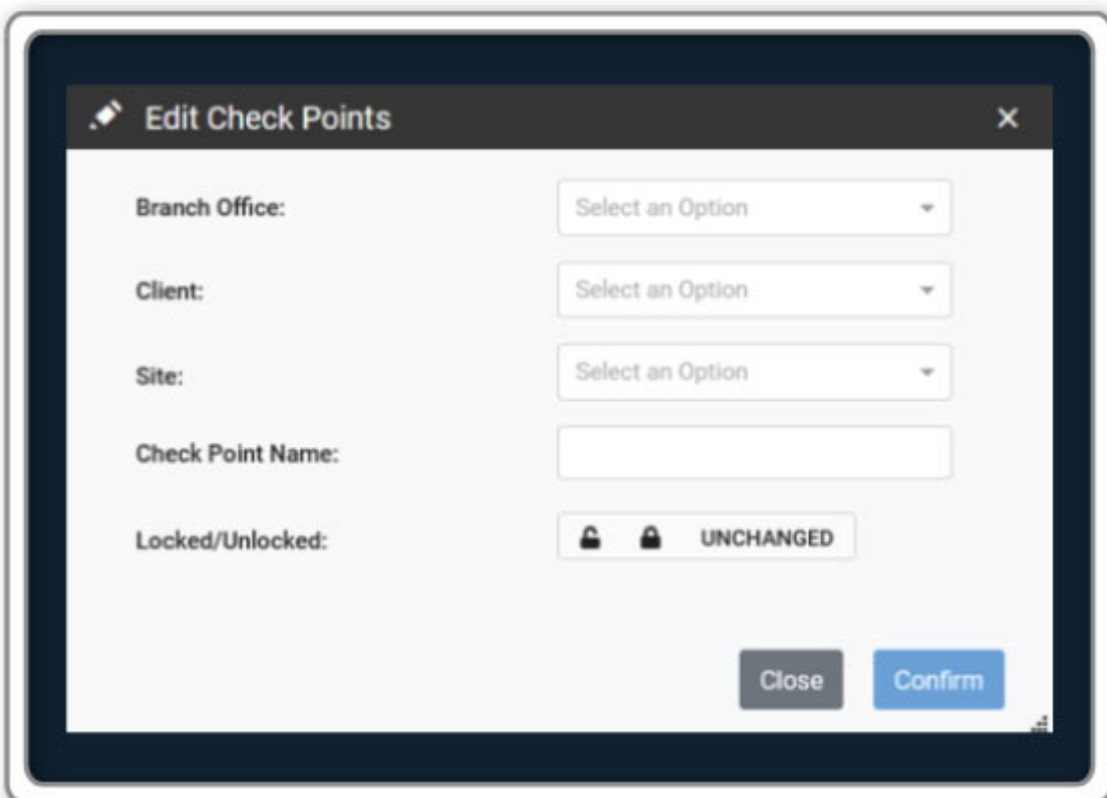 Edit Check Points
Branch Office: Select an Option
Client: Select an Option
Site: Select an Option
Check Point Name:
Locked/Unlocked: UNCHANGED
Close Confirm